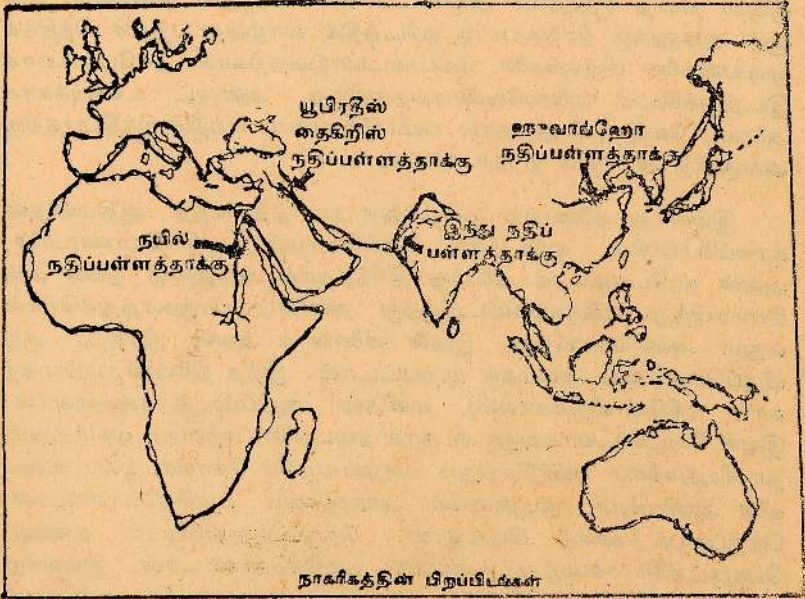 யூபிரதீஸ்
தைகிரீஸ்
நதிப்பள்ளத்தாக்கு
ஹுவாங்ஹோ
நதிப்பள்ளத்தாக்கு
நயில்
நதிப்பள்ளத்தாக்கு
இந்து நதிப்
பள்ளத்தாக்கு
நாகரிகத்தின் பிறப்பிடங்கள்